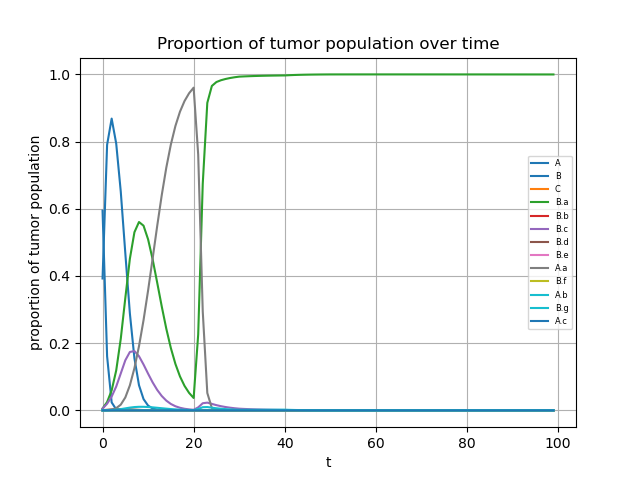 Proportion of tumor population over time
proportion of tumor population
1.0
0.8
0.6
0.4
0.2
0.0
A
B
C
B.a
B.b
B.c
B.d
B.e
A.a
B.f
A.b
B.g
A.c
0 20 40 60 80 100
t